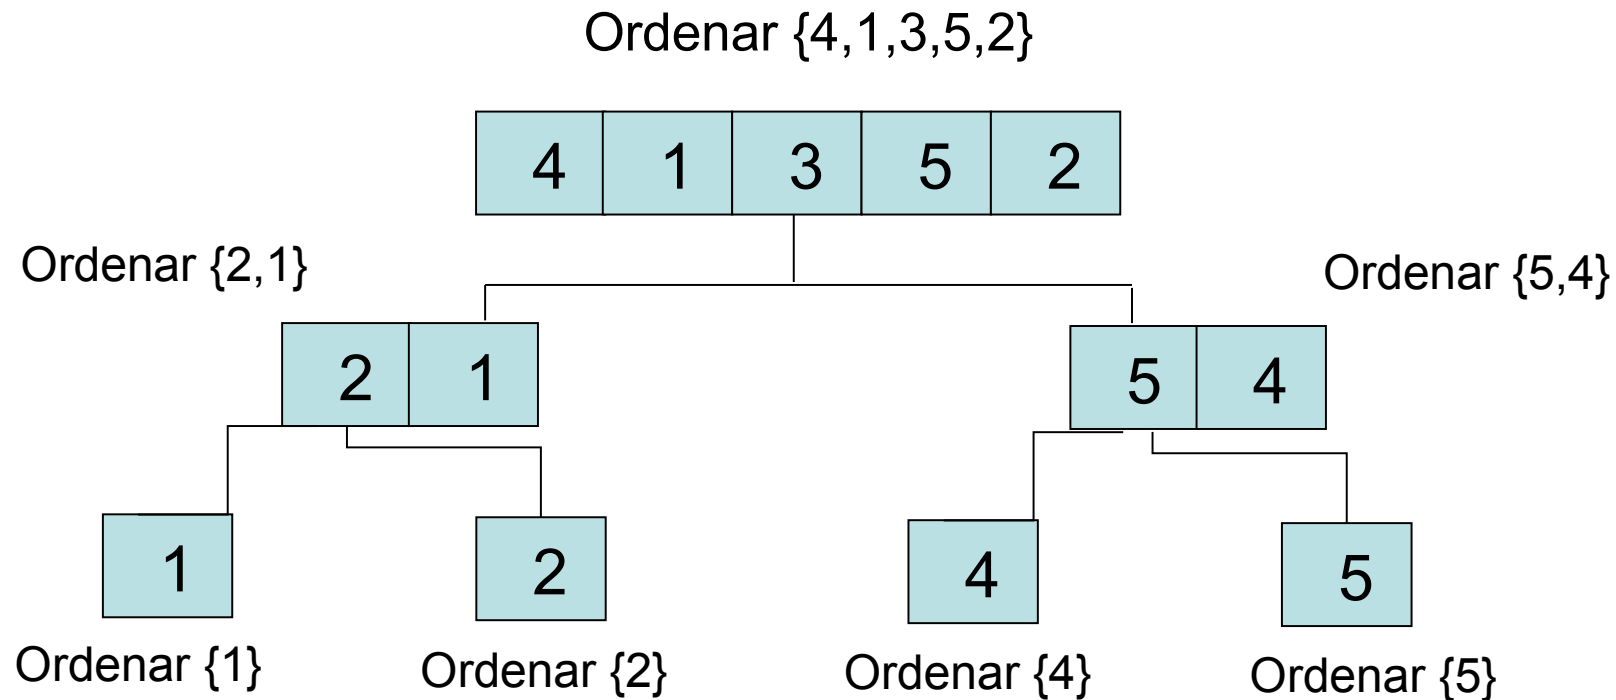 Ordenar {4,1,3,5,2}
4 1 3 5 2
Ordenar {2,1}
Ordenar {5,4}
2 1
5 4
1
2
4
5
Ordenar {1}
Ordenar {2}
Ordenar {4}
Ordenar {5}